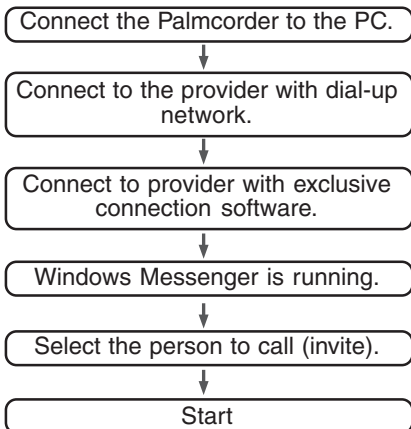 Connect the Palmcorder to the PC.
Connect to the provider with dial-up
network.
Connect to provider with exclusive
connection software.
Windows Messenger is running.
Select the person to call (invite).
Start